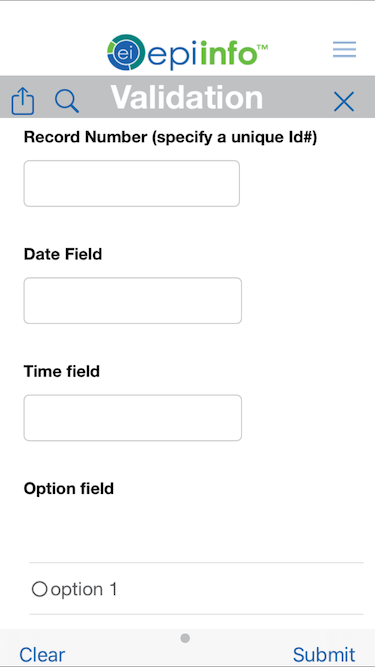 ei epiinfo™
Validation
Record Number (specify a unique Id#)
Date Field
Time field
Option field
option 1
Clear
Submit